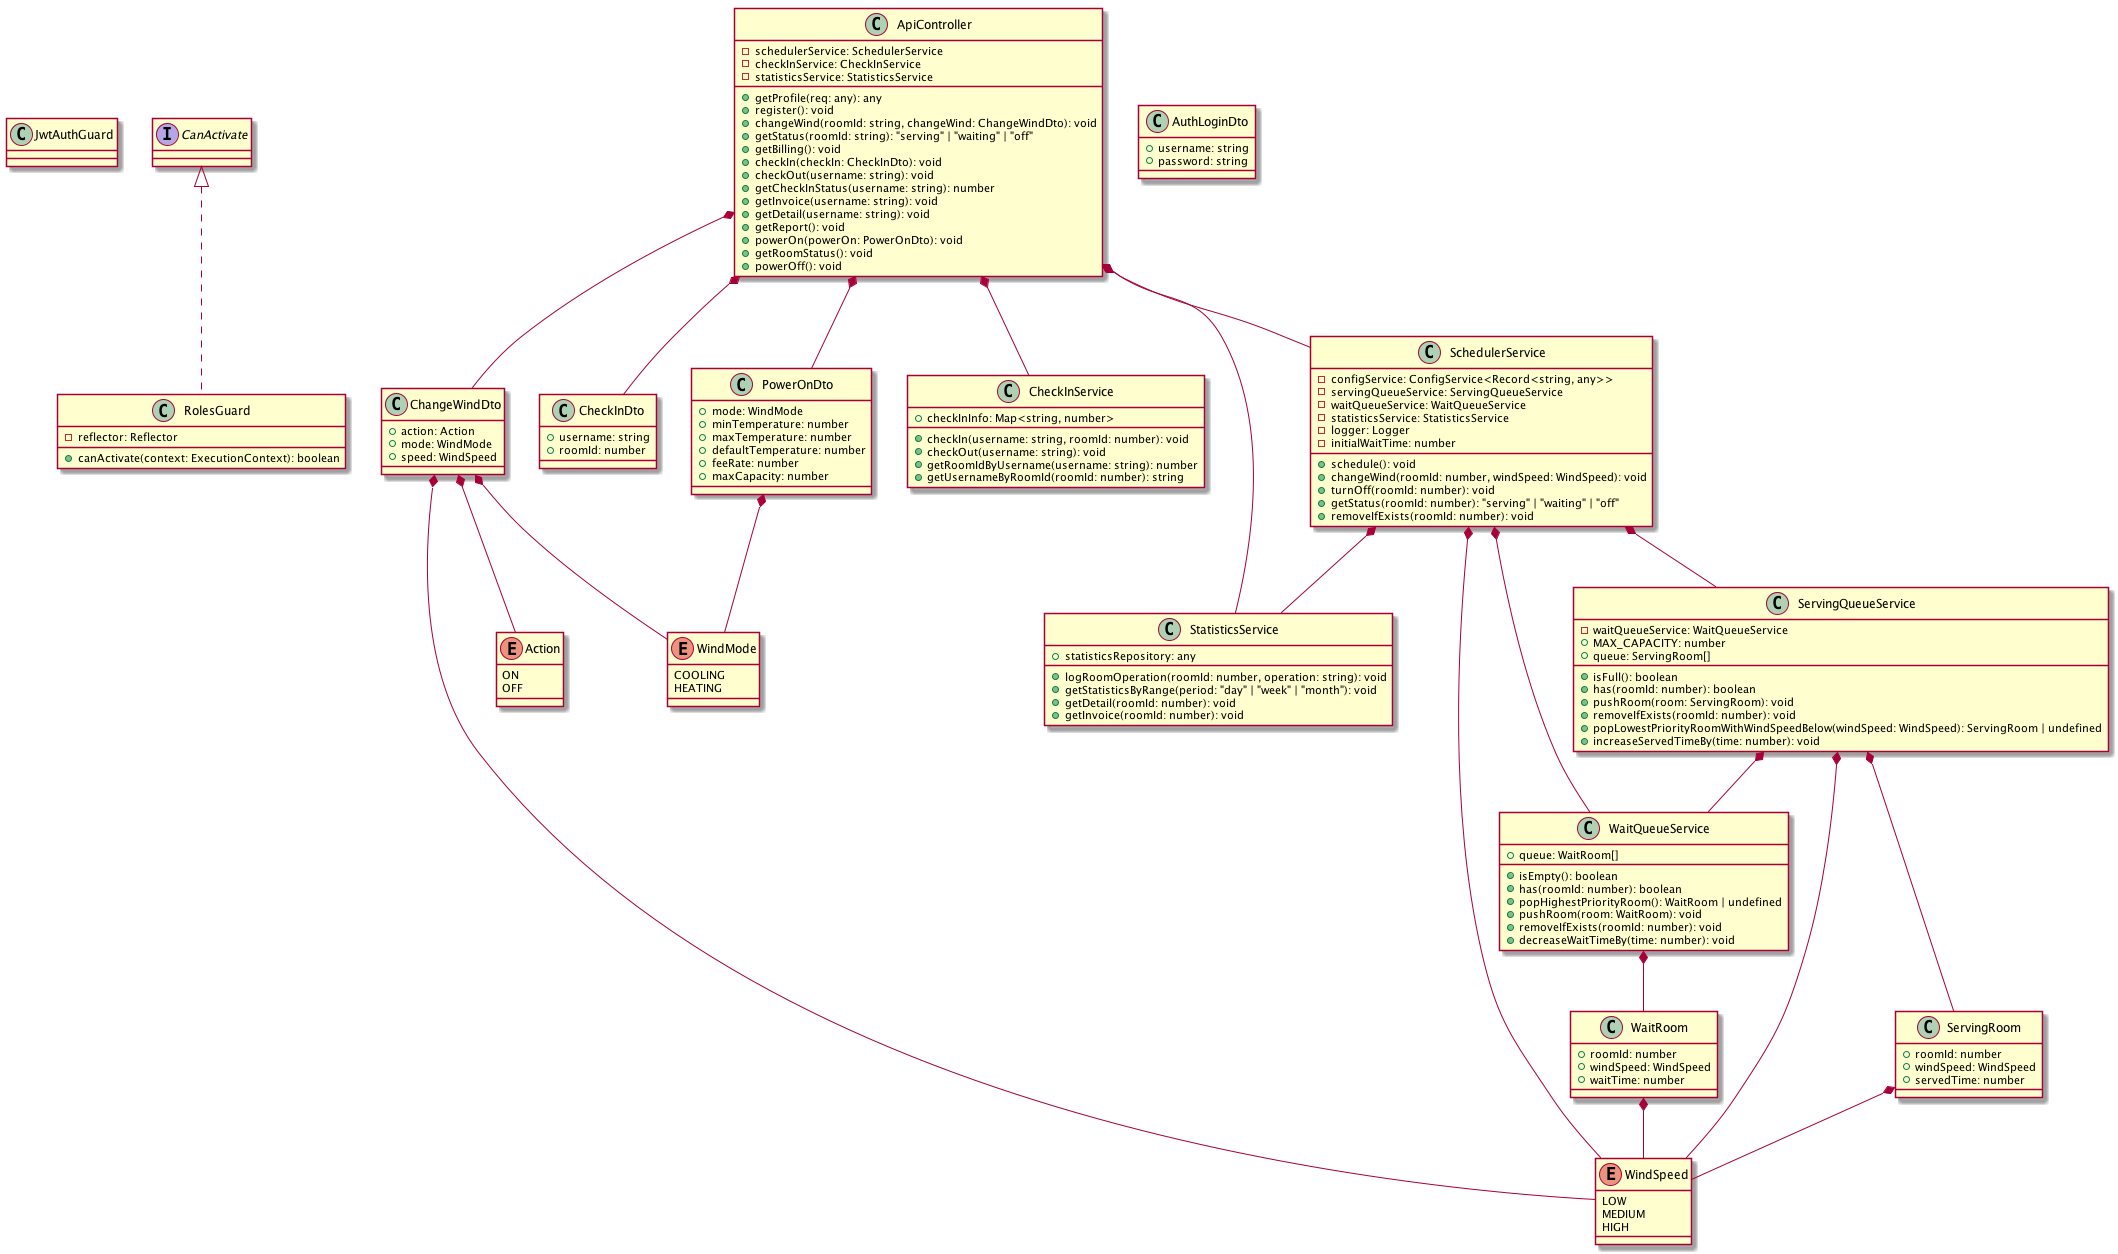 C ApiController
schedulerService: SchedulerService
checkInService: CheckInService
statisticsService: StatisticsService
getProfile(req: any): any
register(): void
changeWind(roomId: string, changeWind: ChangeWindDto): void
getStatus(roomId: string): "serving" | "waiting" | "off"
getBilling(): void
checkIn(checkIn: CheckInDto): void
checkOut(username: string): void
getCheckInStatus(username: string): number
getInvoice(username: string): void
getDetail(username: string): void
getReport(): void
powerOn(powerOn: PowerOnDto): void
getRoomStatus(): void
powerOff(): void
C JwtAuthGuard
I CanActivate
C AuthLoginDto
username: string
password: string
C RolesGuard
reflector: Reflector
canActivate(context: ExecutionContext): boolean
C ChangeWindDto
action: Action
mode: WindMode
speed: WindSpeed
C CheckInDto
username: string
roomId: number
C PowerOnDto
mode: WindMode
minTemperature: number
maxTemperature: number
defaultTemperature: number
feeRate: number
maxCapacity: number
C CheckInService
checkInInfo: Map<string, number>
checkIn(username: string, roomId: number): void
checkOut(username: string): void
getRoomIdByUsername(username: string): number
getUsernameByRoomId(roomId: number): string
C SchedulerService
configService: ConfigService<Record<string, any>>
servingQueueService: ServingQueueService
waitQueueService: WaitQueueService
statisticsService: StatisticsService
logger: Logger
initialWaitTime: number
schedule(): void
changeWind(roomId: number, windSpeed: WindSpeed): void
turnOff(roomId: number): void
getStatus(roomId: number): "serving" | "waiting" | "off"
removeIfExists(roomId: number): void
E Action
ON
OFF
E WindMode
COOLING
HEATING
C StatisticsService
statisticsRepository: any
logRoomOperation(roomId: number, operation: string): void
getStatisticsByRange(period: "day" | "week" | "month"): void
getDetail(roomId: number): void
getInvoice(roomId: number): void
C ServingQueueService
waitQueueService: WaitQueueService
MAX_CAPACITY: number
queue: ServingRoom[]
isFull(): boolean
has(roomId: number): boolean
pushRoom(room: ServingRoom): void
removeIfExists(roomId: number): void
popLowestPriorityRoomWithWindSpeedBelow(windSpeed: WindSpeed): ServingRoom | undefined
increaseServedTimeBy(time: number): void
C WaitQueueService
queue: WaitRoom[]
isEmpty(): boolean
has(roomId: number): boolean
popHighestPriorityRoom(): WaitRoom | undefined
pushRoom(room: WaitRoom): void
removeIfExists(roomId: number): void
decreaseWaitTimeBy(time: number): void
C WaitRoom
roomId: number
windSpeed: WindSpeed
waitTime: number
C ServingRoom
roomId: number
windSpeed: WindSpeed
servedTime: number
E WindSpeed
LOW
MEDIUM
HIGH